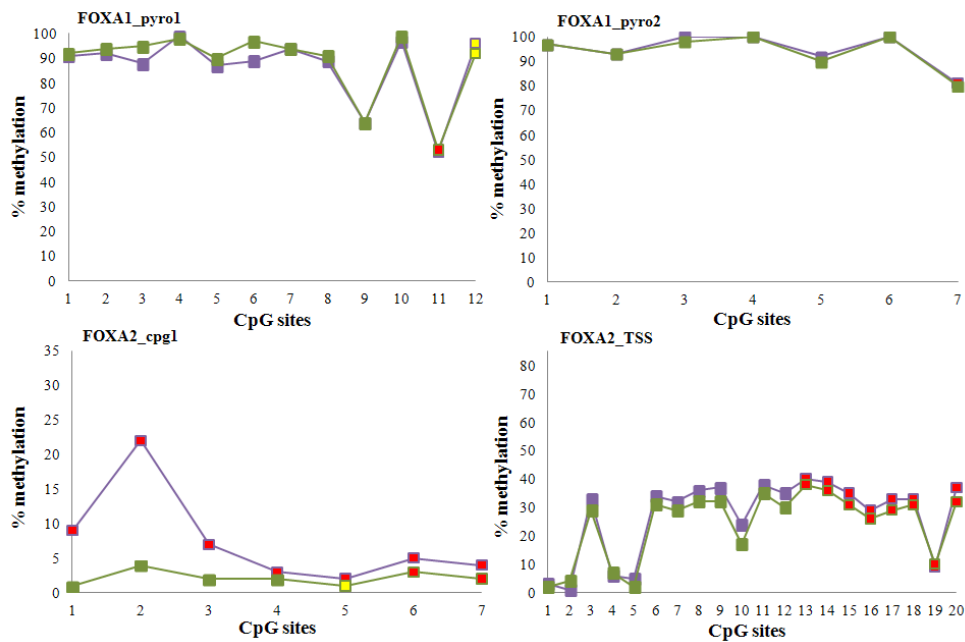 FOXA1_pyro1
% methylation
100
90
80
70
60
50
40
30
20
10
0
1 2 3 4 5 6 7 8 9 10 11 12
CpG sites
FOXA1_pyro2
% methylation
100
90
80
70
60
50
40
30
20
10
0
1 2 3 4 5 6 7
CpG sites
FOXA2_cpg1
% methylation
35
30
25
20
15
10
5
0
1 2 3 4 5 6 7
CpG sites
FOXA2_TSS
% methylation
80
70
60
50
40
30
20
10
0
1 2 3 4 5 6 7 8 9 10 11 12 13 14 15 16 17 18 19 20
CpG sites